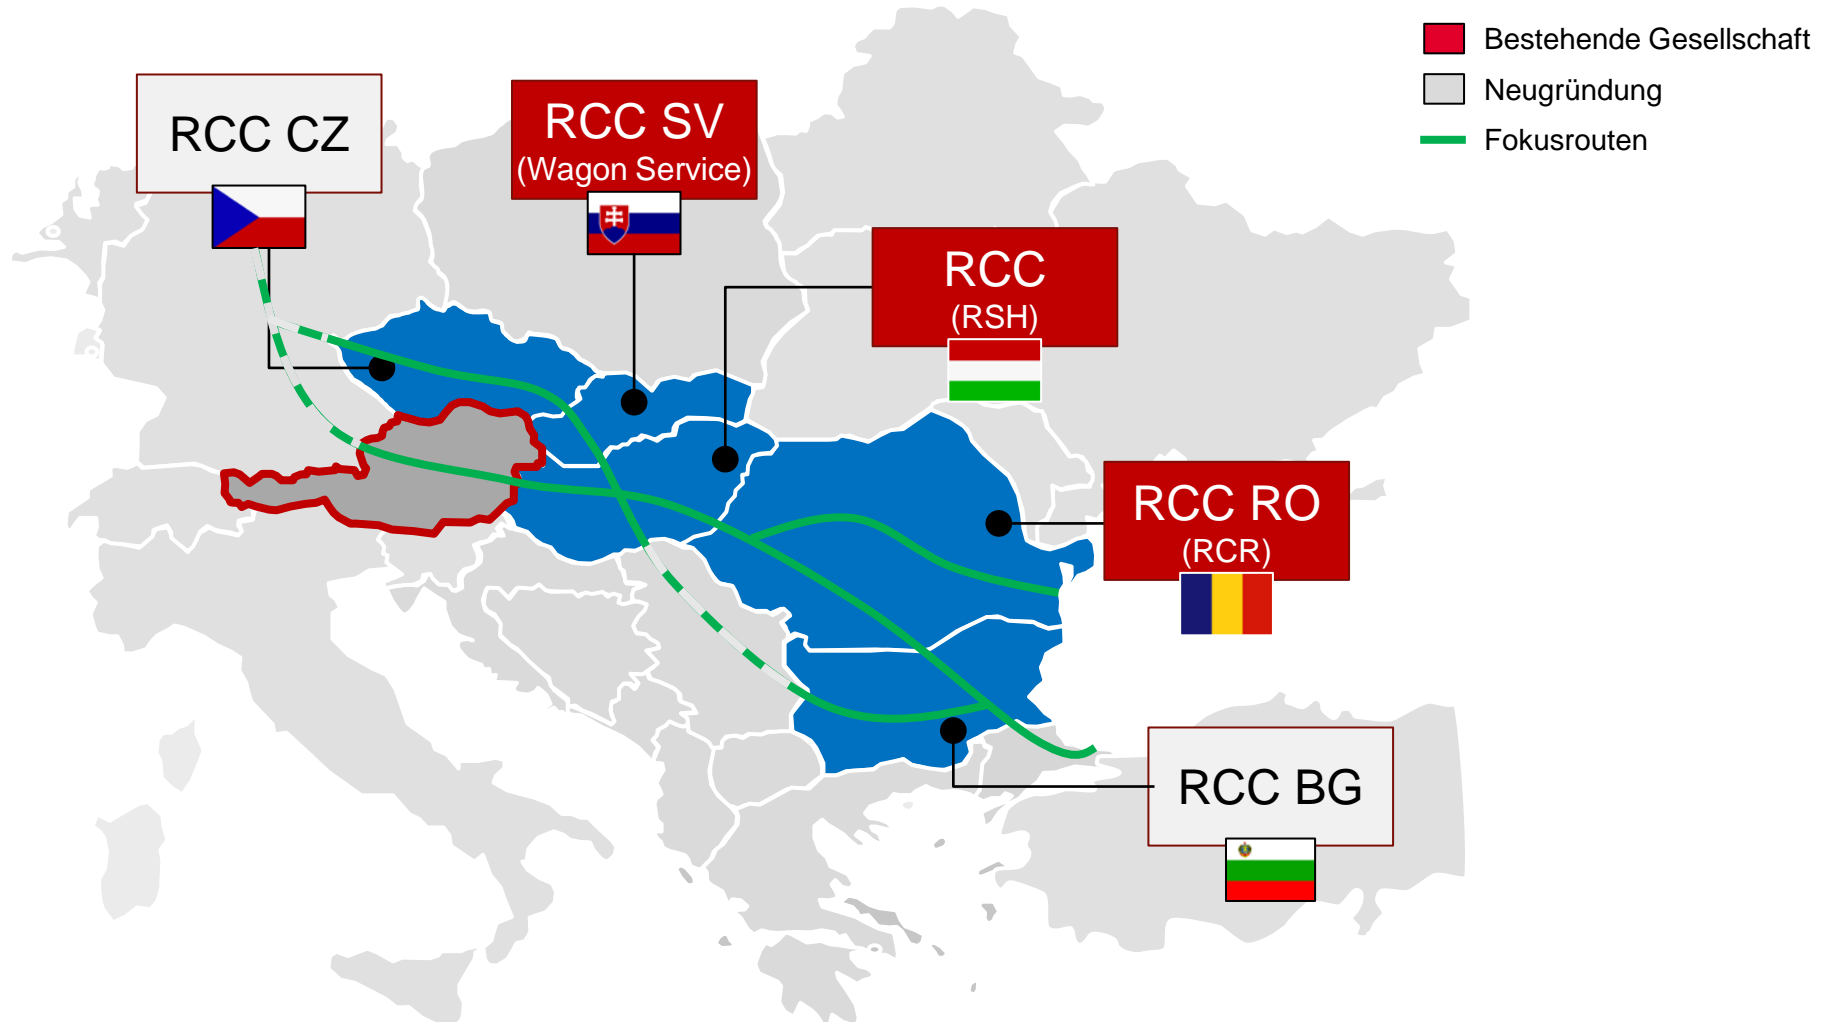 Bestehende Gesellschaft
Neugründung
Fokusrouten
RCC CZ
RCC SV
(Wagon Service)
RCC
(RSH)
RCC RO
(RCR)
RCC BG